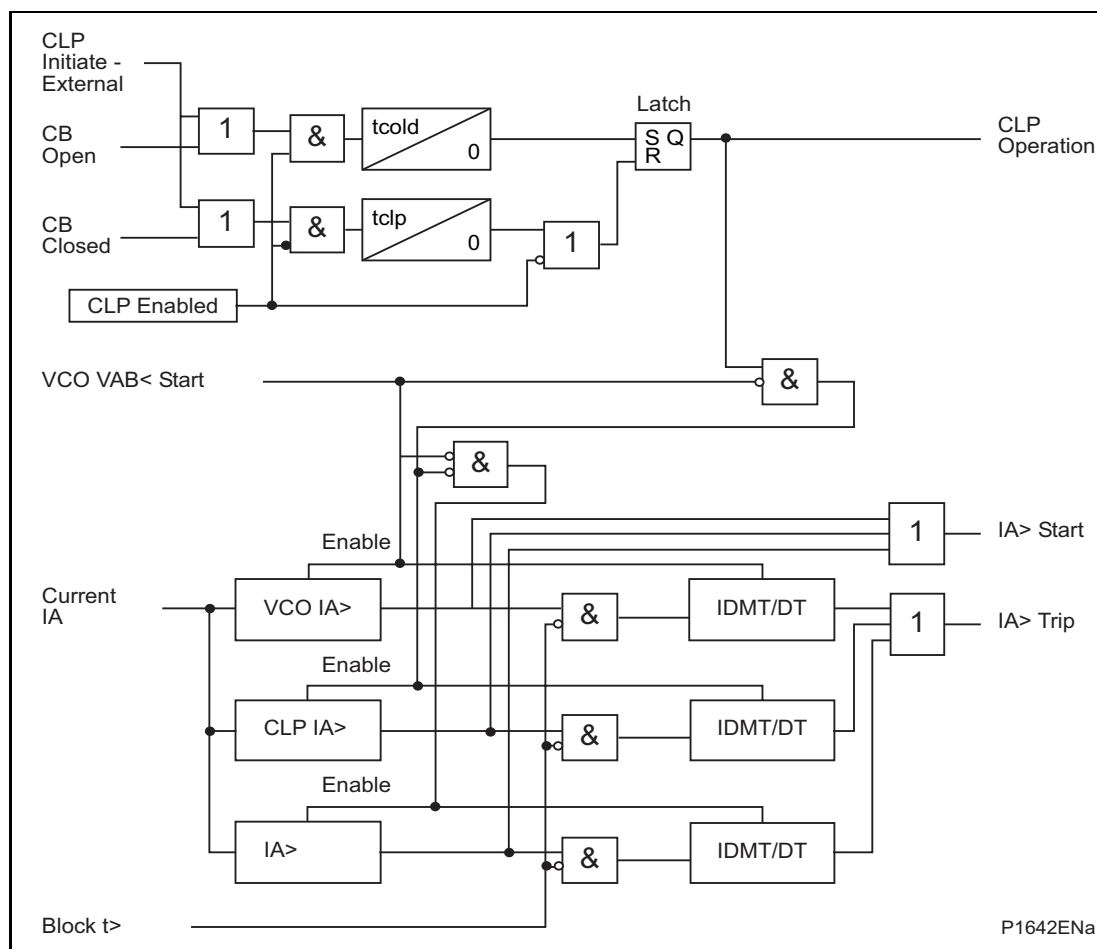 CLP
Initiate -
External
CB
Open
1
&
tcold
0
Latch
S Q
R
CLP
Operation
CB
Closed
1
&
tclp
0
1
CLP Enabled
VCO VAB< Start
&
&
1
IA> Start
Enable
Current
IA
VCO IA>
&
IDMT/DT
1
IA> Trip
Enable
CLP IA>
&
IDMT/DT
Enable
IA>
&
IDMT/DT
Block t>
P1642ENa